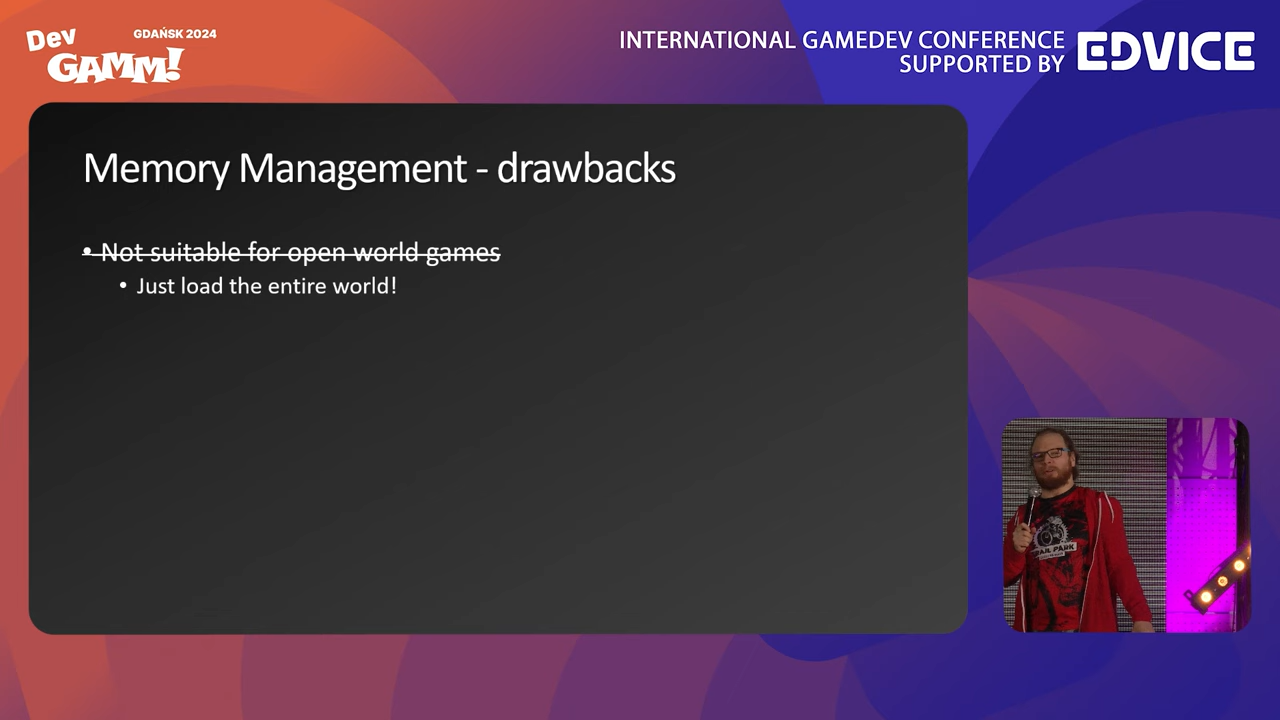 Dev
GAMM!
GDAŃSK 2024
INTERNATIONAL GAMEDEV CONFERENCE
SUPPORTED BY
EDVICE
Memory Management - drawbacks
• Not suitable for open world games
• Just load the entire world!
PARK